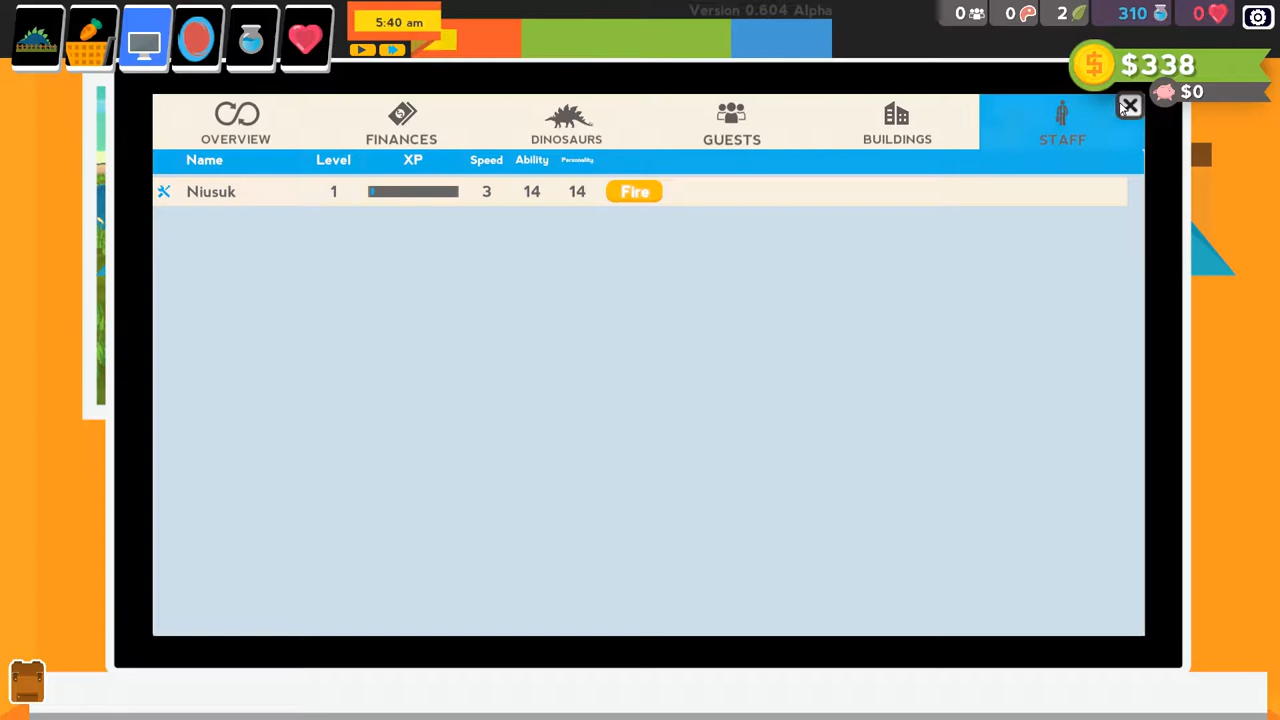 Version 0.604 Alpha
5:40 am
0 0 2 310 0
$338
$0
OVERVIEW FINANCES DINOSAURS GUESTS BUILDINGS STAFF
Name Level XP Speed Ability Personality
Niusuk 1 3 14 14 Fire